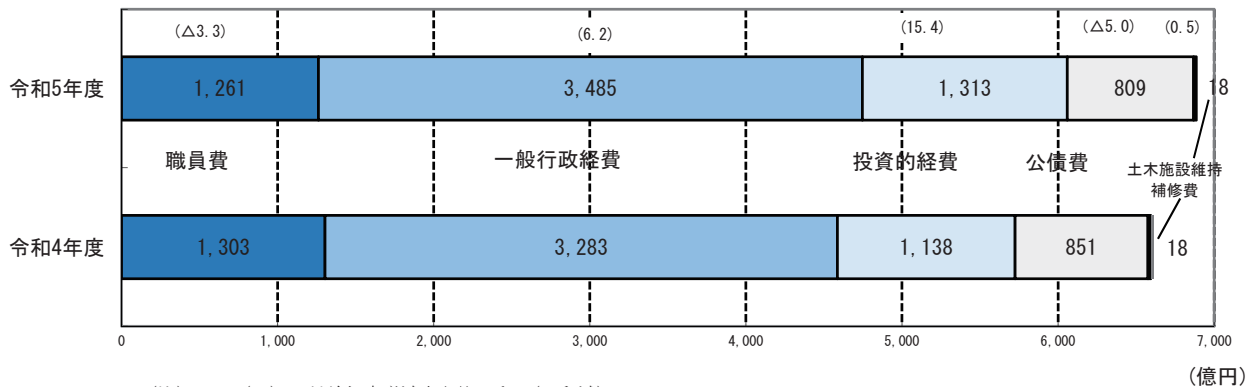 (△3.3) (6.2) (15.4) (△5.0) (0.5)
令和5年度 1,261 3,485 1,313 809 18
職員費 一般行政経費 投資的経費 公債費 土木施設維持
補修費
令和4年度 1,303 3,283 1,138 851 18
0 1,000 2,000 3,000 4,000 5,000 6,000 7,000
(億円)